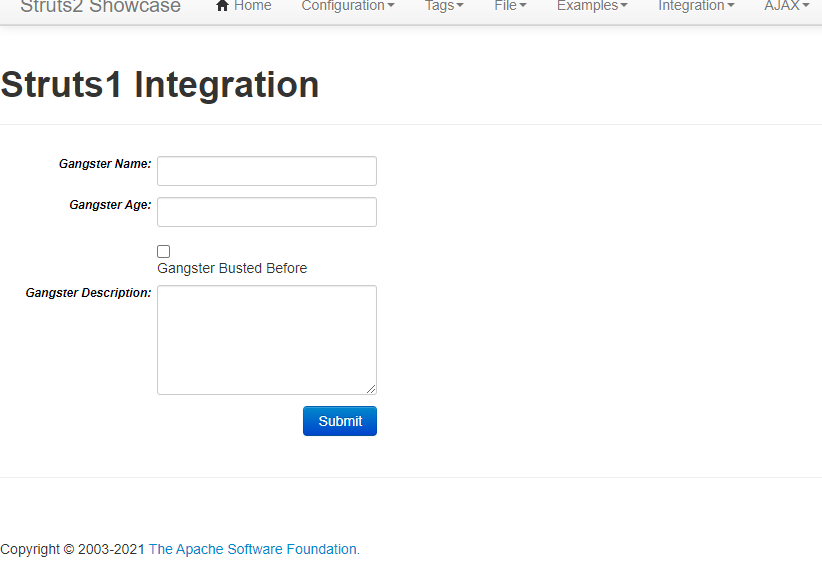 Struts2 Showcase Home Configuration Tags File Examples Integration AJAX
Struts1 Integration
Gangster Name:
Gangster Age:
Gangster Busted Before
Gangster Description:
Submit
Copyright © 2003-2021 The Apache Software Foundation.